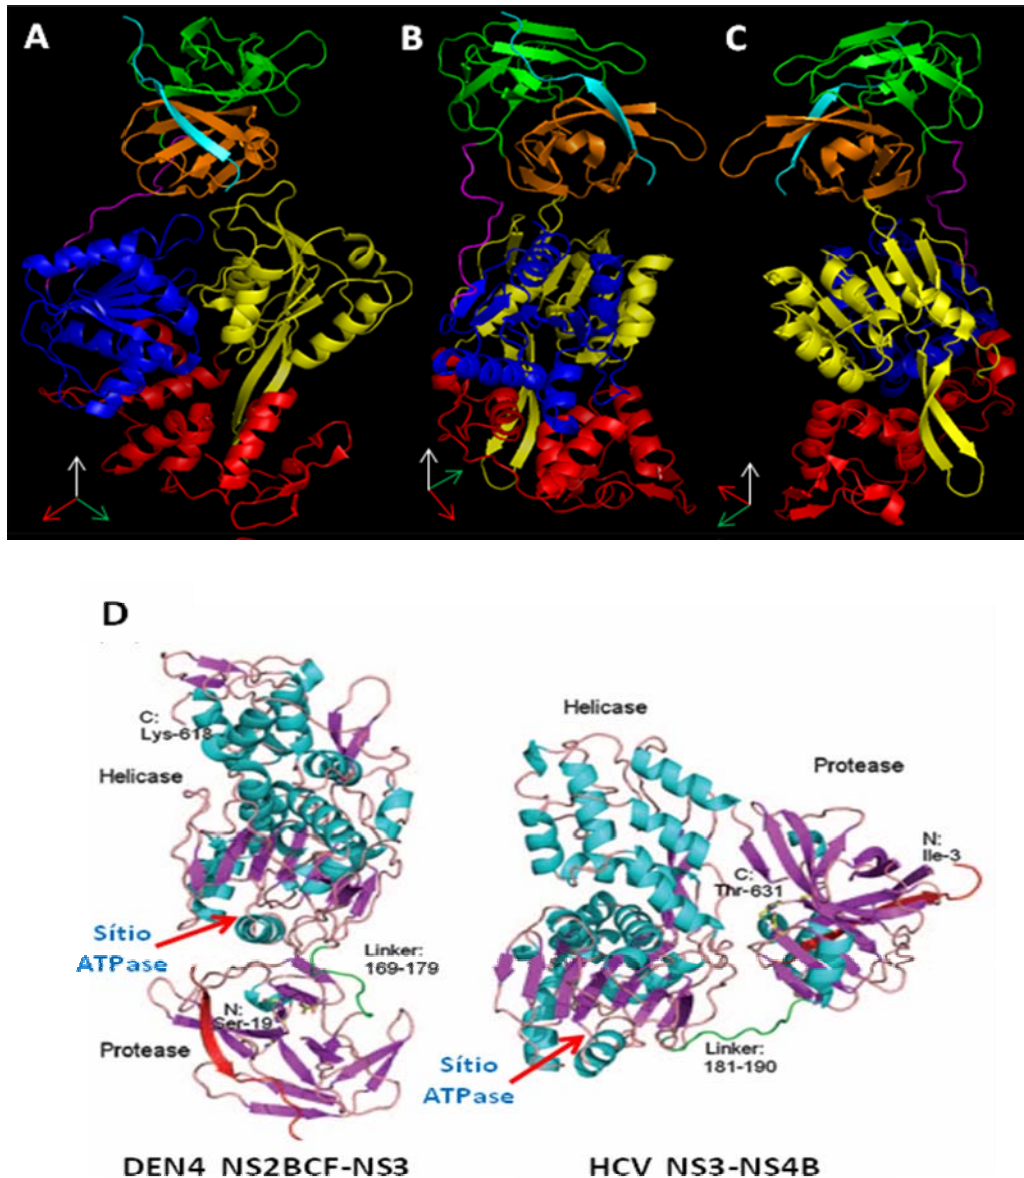 A
B
C
D
C:
Lys-618
Helicase
Sítio
ATPase
Linker:
169-179
N:
Ser-19
Protease
DEN4 NS2BCF-NS3
Helicase
Protease
N:
Ile-3
C:
Thr-631
Linker:
181-190
Sítio
ATPase
HCV NS3-NS4B